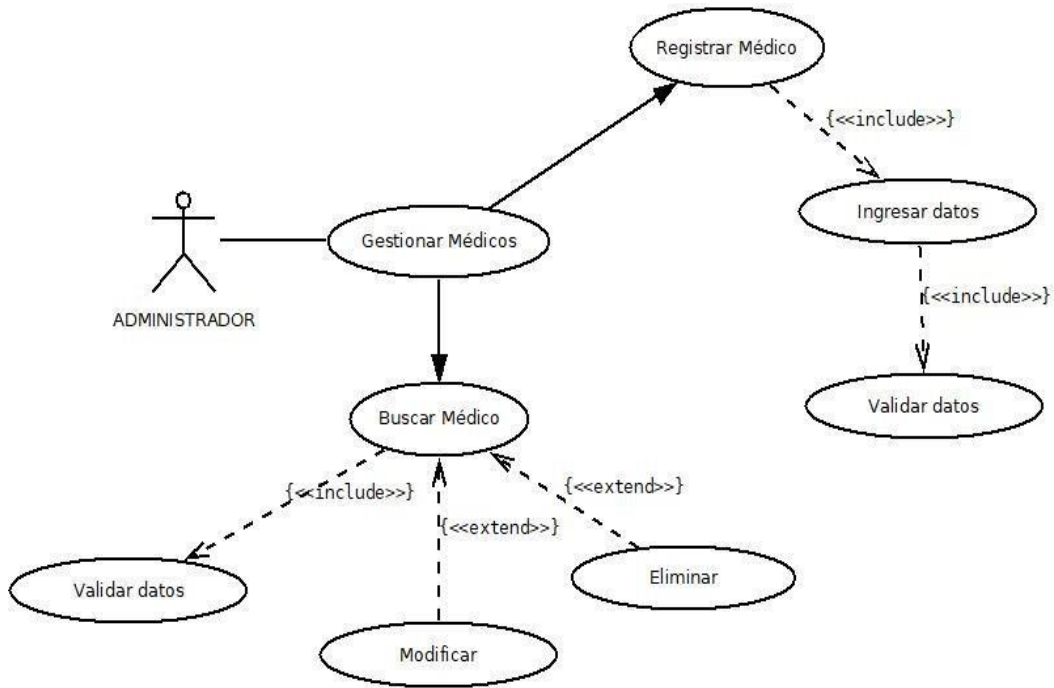 Registrar Médico
{<<include>>}
Ingresar datos
Gestionar Médicos
{<<include>>}
ADMINISTRADOR
Validar datos
Buscar Médico
{<<include>>}
{<<extend>>}
{<<extend>>}
Validar datos
Eliminar
Modificar